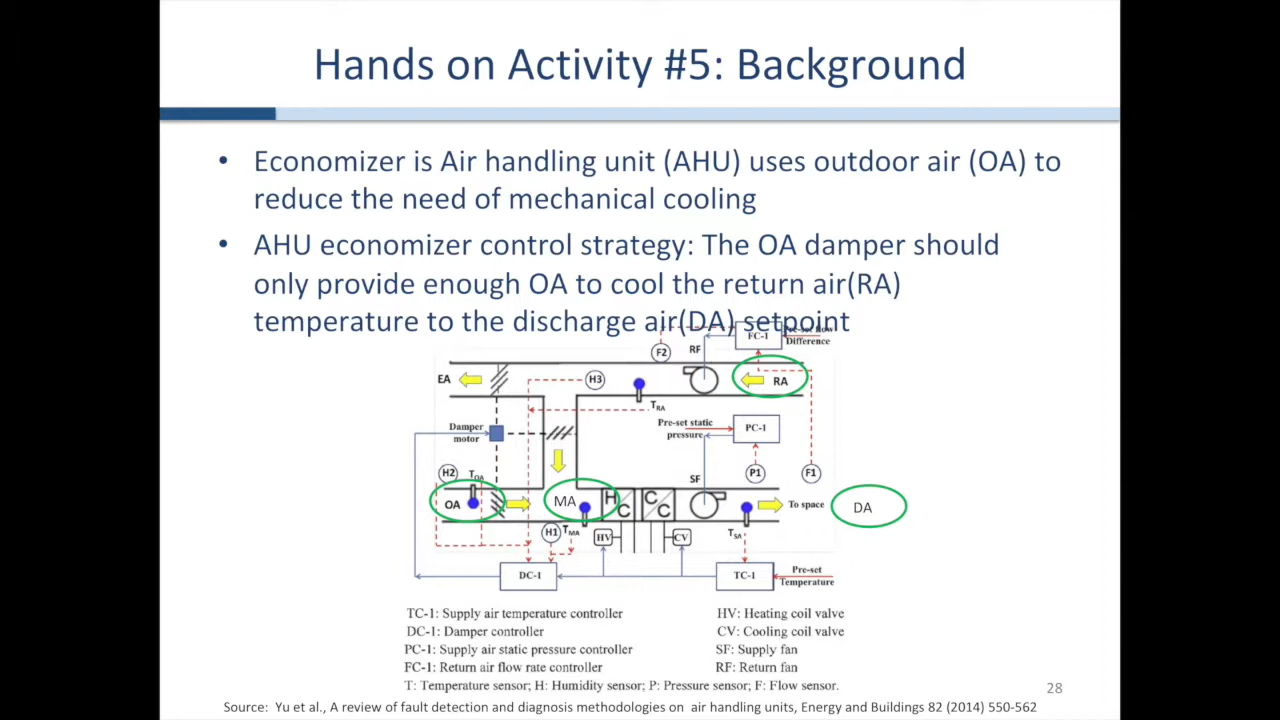 Hands on Activity #5: Background
• Economizer is Air handling unit (AHU) uses outdoor air (OA) to
reduce the need of mechanical cooling
• AHU economizer control strategy: The OA damper should
only provide enough OA to cool the return air(RA)
temperature to the discharge air(DA) setpoint
FC-1
Difference
F2
RF
EA
H3
RA
TRA
Damper
motor
Pre-set static
pressure
PC-1
H2
TOA
SF
P1
F1
OA
MA
H
C
C
C
To space
DA
H1
TMA
HV
CV
TSA
DC-1
TC-1
Pre-set
Temperature
TC-1: Supply air temperature controller
HV: Heating coil valve
DC-1: Damper controller
CV: Cooling coil valve
PC-1: Supply air static pressure controller
SF: Supply fan
FC-1: Return air flow rate controller
RF: Return fan
T: Temperature sensor; H: Humidity sensor; P: Pressure sensor; F: Flow sensor.
28
Source: Yu et al., A review of fault detection and diagnosis methodologies on air handling units, Energy and Buildings 82 (2014) 550-562